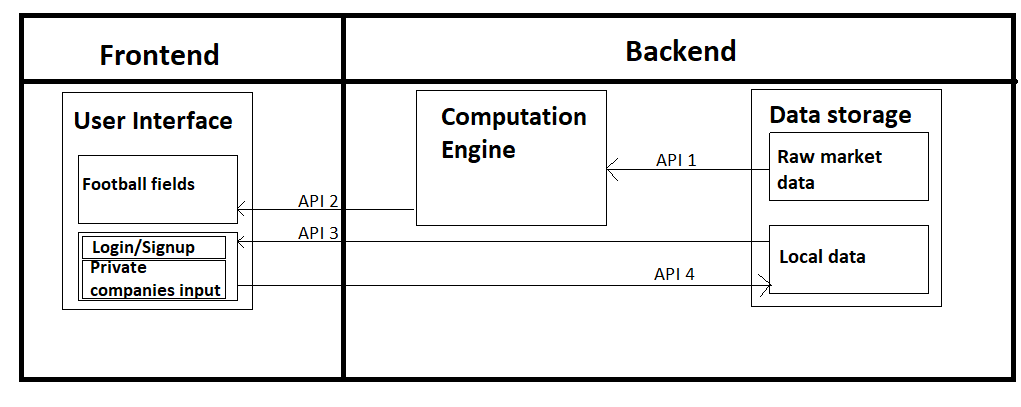 Frontend
Backend
User Interface
Football fields
Login/Signup
Private
companies input
Computation
Engine
Data storage
Raw market
data
Local data
API 1
API 2
API 3
API 4